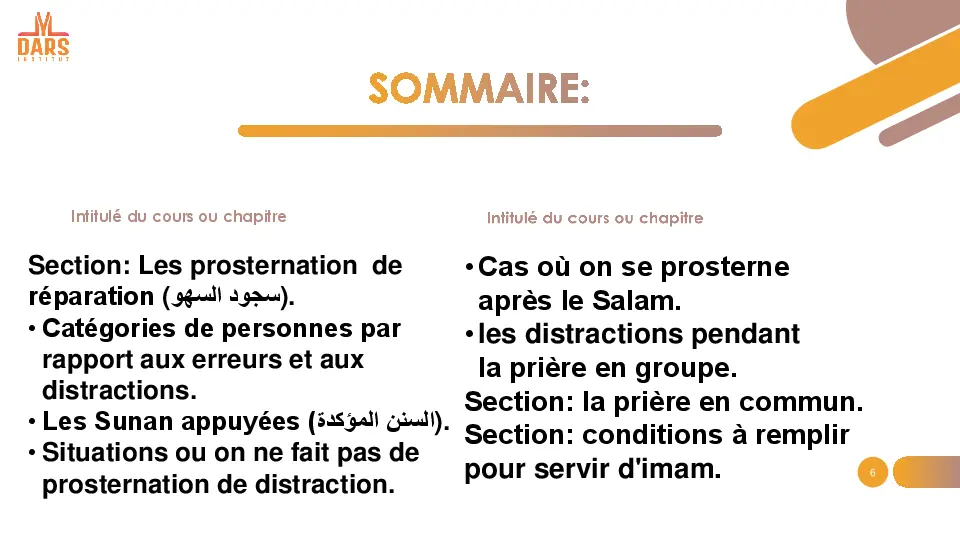 DARS
INSTITUT
SOMMAIRE:
Intitulé du cours ou chapitre
Section: Les prosternation de
réparation (سجود السهو).
• Catégories de personnes par
rapport aux erreurs et aux
distractions.
• Les Sunan appuyées (السنن المؤكدة).
• Situations ou on ne fait pas de
prosternation de distraction.
Intitulé du cours ou chapitre
• Cas où on se prosterne
après le Salam.
• les distractions pendant
la prière en groupe.
Section: la prière en commun.
Section: conditions à remplir
pour servir d'imam.
6